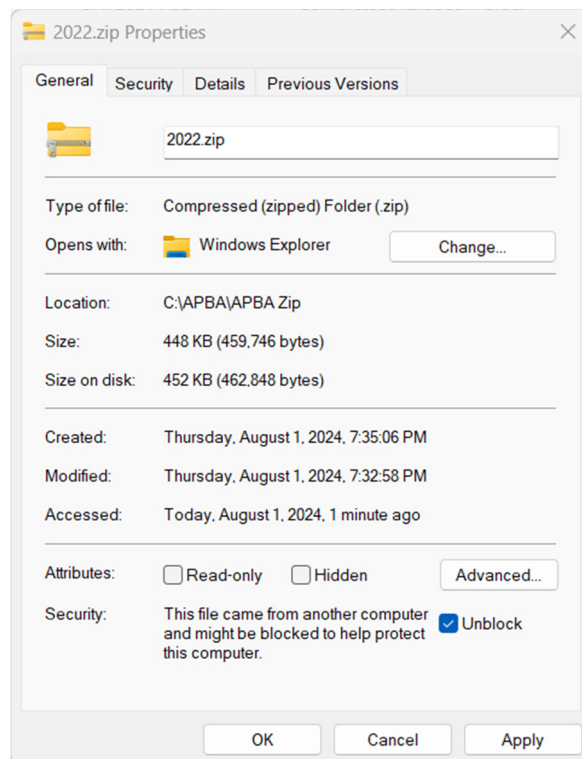 2022.zip Properties
General Security Details Previous Versions
2022.zip
Type of file: Compressed (zipped) Folder (.zip)
Opens with: Windows Explorer Change...
Location: C:\APBA\APBA Zip
Size: 448 KB (459,746 bytes)
Size on disk: 452 KB (462,848 bytes)
Created: Thursday, August 1, 2024, 7:35:06 PM
Modified: Thursday, August 1, 2024, 7:32:58 PM
Accessed: Today, August 1, 2024, 1 minute ago
Attributes: Read-only Hidden Advanced...
Security: This file came from another computer
and might be blocked to help protect Unblock
this computer.
OK Cancel Apply